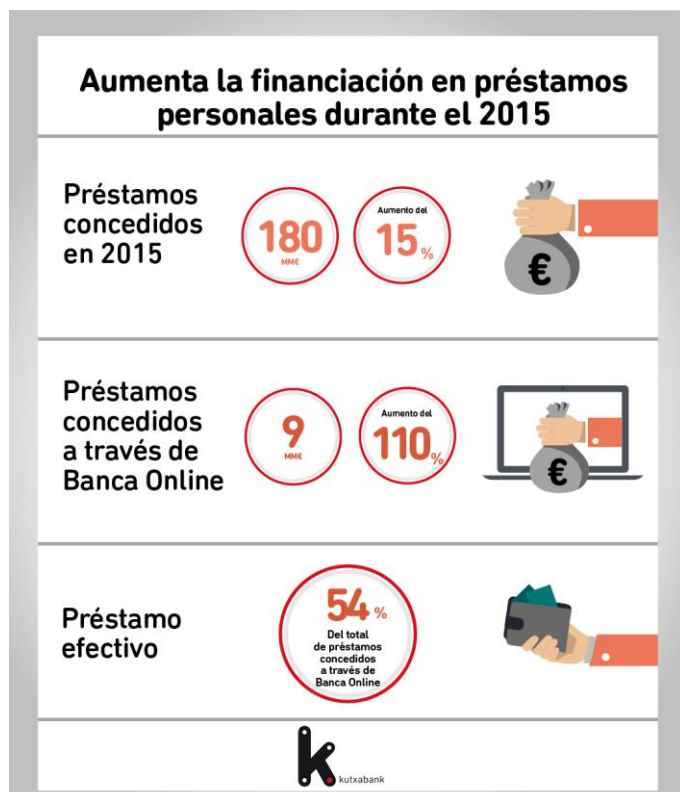 Aumenta la financiación en préstamos
personales durante el 2015
Préstamos
concedidos
en 2015
180
MM€
Aumento del
15 %
€
Préstamos
concedidos
a través de
Banca Online
9
MM€
Aumento del
110 %
€
Préstamo
efectivo
54 %
Del total
de préstamos
concedidos
a través de
Banca Online
k
kutxabank